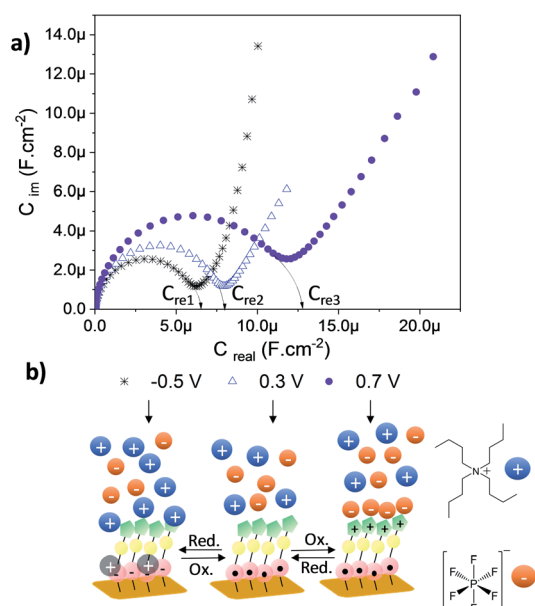 a)
14.0µ
12.0µ
10.0µ
8.0µ
6.0µ
4.0µ
2.0µ
0.0
C im (F.cm-2)
Cre1 Cre2 Cre3
0.0 5.0µ 10.0µ 15.0µ 20.0µ
C real (F.cm-2)
b)
-0.5 V 0.3 V 0.7 V
Red. Ox.
Ox. Red.
N+
+
F
F F
P
F F
F
−
-